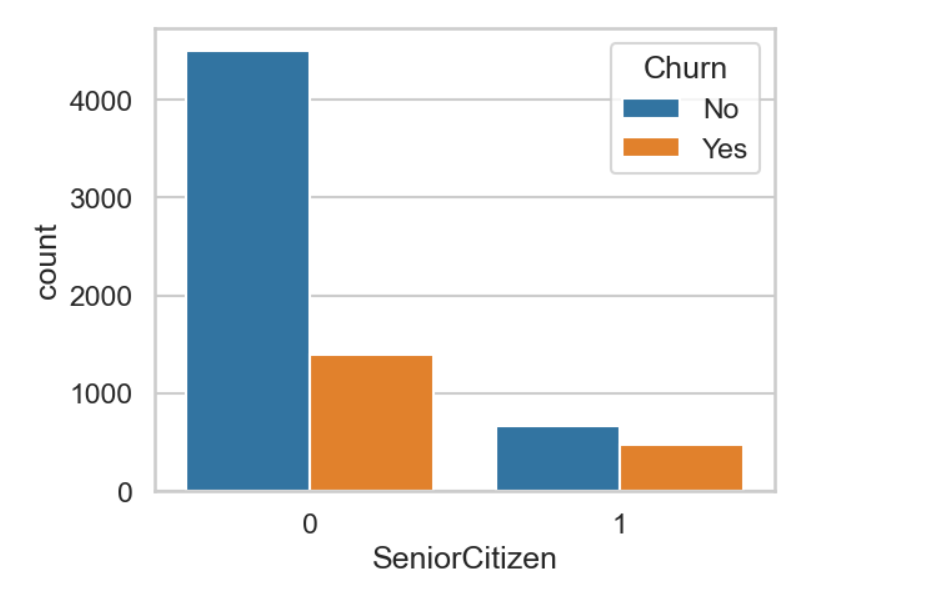 Churn
No
Yes
count
4000
3000
2000
1000
0
0 1
SeniorCitizen